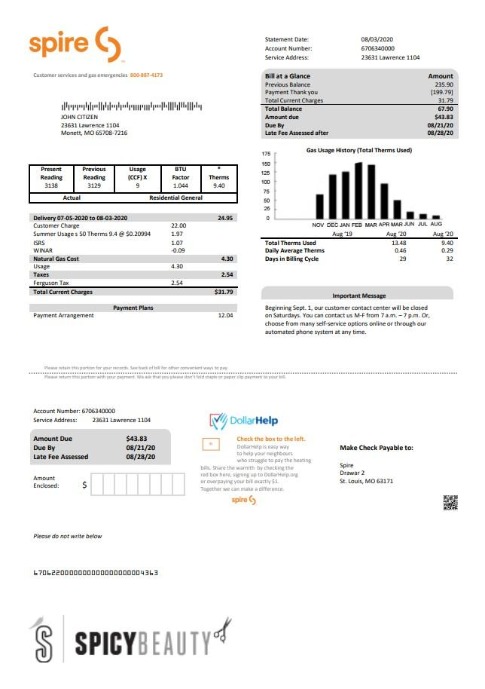 spire
Statement Date: 08/03/2020
Account Number: 6706340000
Service Address: 23631 Lawrence 1104
Customer services and gas emergencies 800-887-4173
Bill at a Glance Amount
Previous Balance 235.90
Payment Thank you [199.79]
Total Current Charges 31.79
Total Balance 67.90
Amount due $43.83
Due By 08/21/20
Late Fee Assessed after 08/28/20
JOHN CITIZEN
23631 Lawrence 1104
Monett, MO 65708-7216
Gas Usage History (Total Therms Used)
175
150
125
100
75
50
25
0
NOV DEC JAN FEB MAR APR MAR JUN JUL AUG
Aug '19 Aug '20 Aug '20
Total Therms Used 13.48 9.40
Daily Average Therms 0.46 0.29
Days in Billing Cycle 29 32
Present Reading Previous Reading Usage (CCF) X BTU Factor * Therms
3138 3129 9 1.044 9.40
Actual Residential General
Delivery 07-05-2020 to 08-03-2020 24.95
Customer Charge 22.00
Summer Usage ≤ 50 Therms 9.4 @ $0.20994 1.97
ISRS 1.07
WINAR -0.09
Natural Gas Cost 4.30
Usage 4.30
Taxes 2.54
Ferguson Tax 2.54
Total Current Charges $31.79
Payment Plans
Payment Arrangement 12.04
Important Message
Beginning Sept. 1, our customer contact center will be closed
on Saturdays. You can contact us M-F from 7 a.m. – 7 p.m. Or,
choose from many self-service options online or through our
automated phone system at any time.
Please return this portion for your records. See back of bill for other convenient ways to pay.
Please return this portion with your payment. We ask that you please don't fold staple or paper clip payment to your bill.
Account Number: 6706340000
Service Address: 23631 Lawrence 1104
Amount Due $43.83
Due By 08/21/20
Late Fee Assessed 08/28/20
Amount
Enclosed: $
DollarHelp
Check the box to the left.
DollarHelp is easy way
to help your neighbors
who struggle to pay the heating
bills. Share the warmth: by checking the
red box here, signing up to DollarHelp.org
or everpaying your bill exactly $1.
Together we can make a difference.
spire
Make Check Payable to:
Spire
Drawar 2
St. Louis, MO 63171
Please do not write below
S SPICYBEAUTY